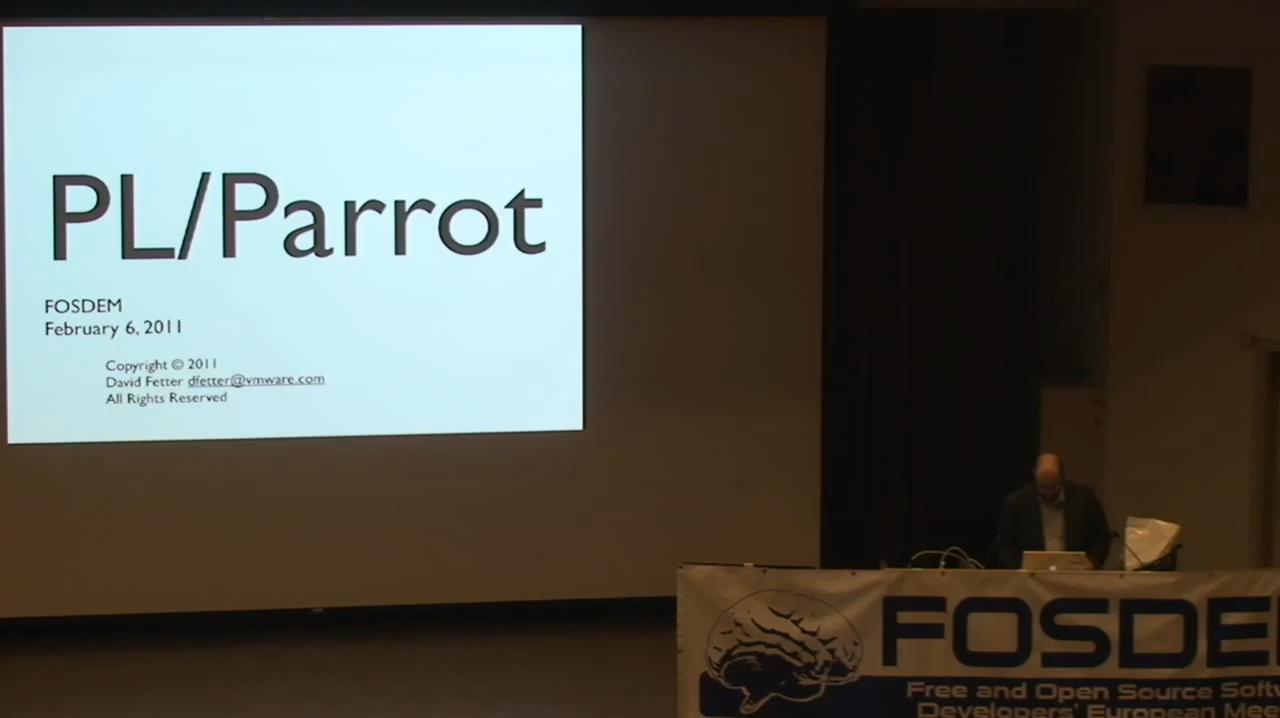 PL/Parrot
FOSDEM
February 6, 2011
Copyright © 2011
David Fetter dfetter@vmware.com
All Rights Reserved
FOSDE
Free and Open Source Softw
Developers' European Mee